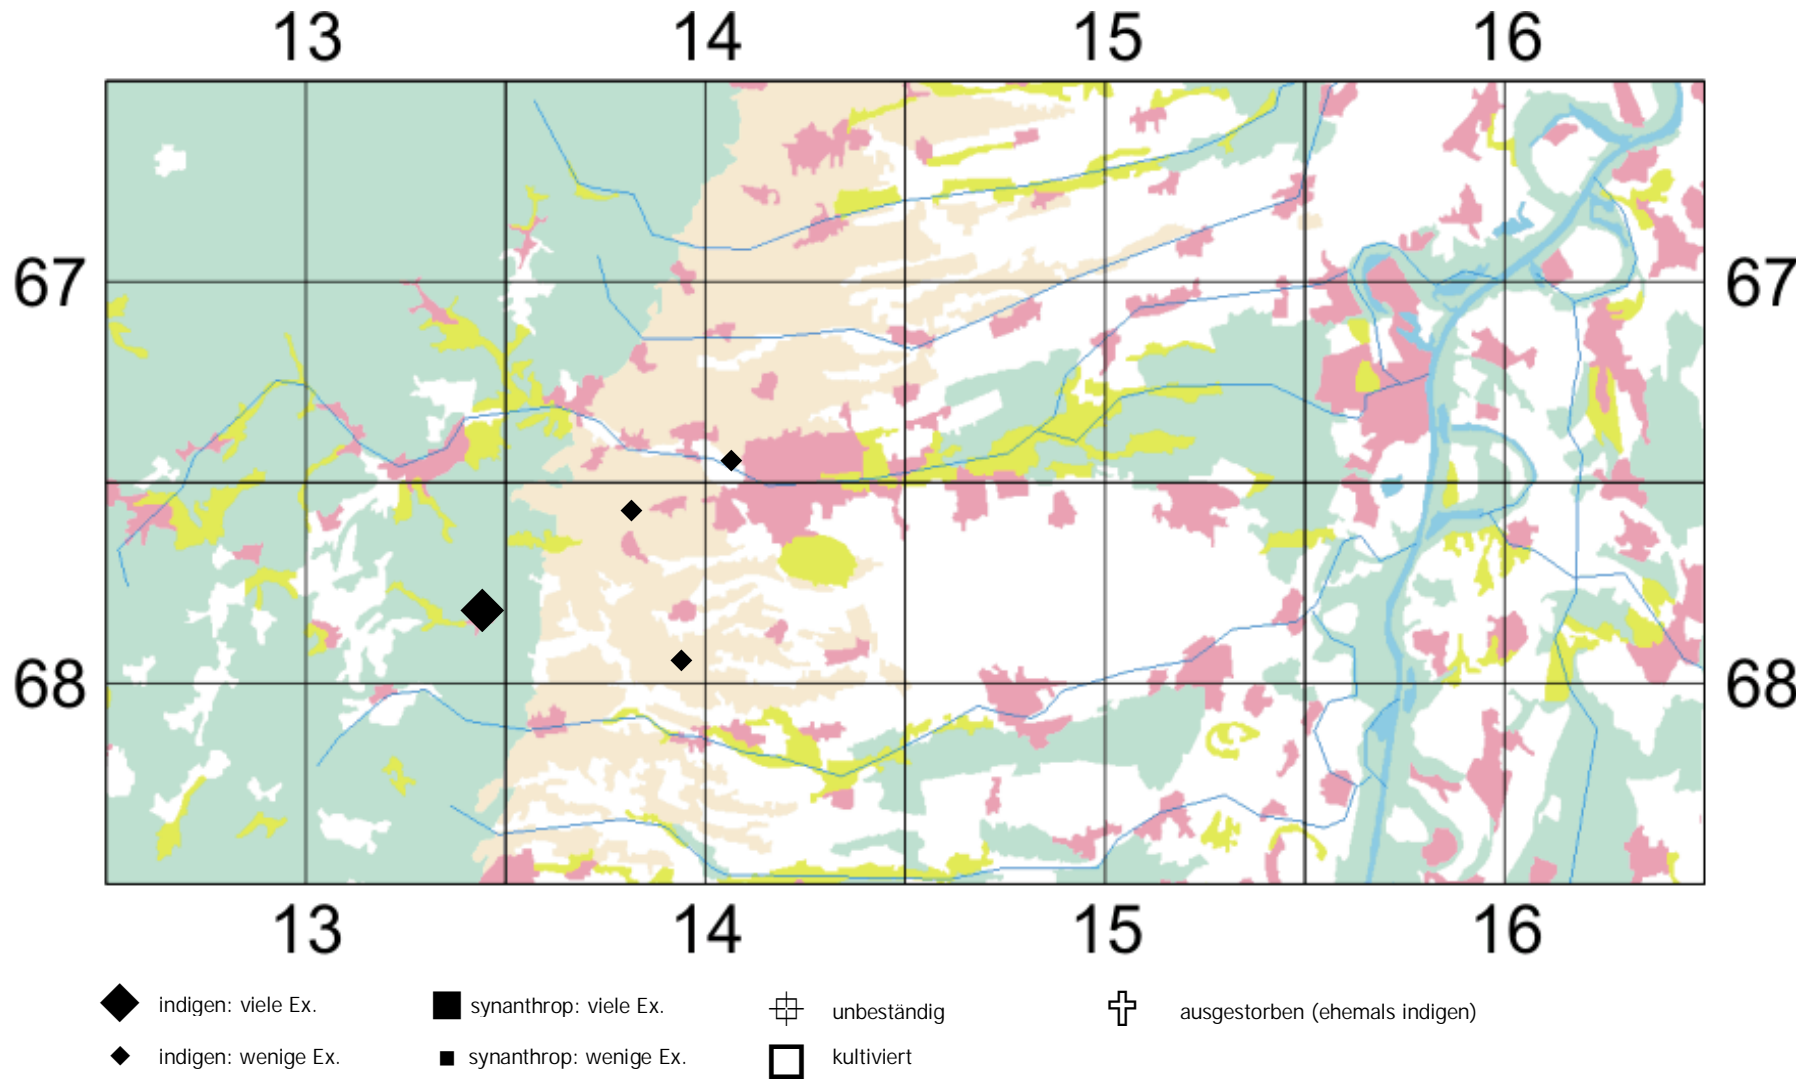 13 14 15 16
67 67
68 68
13 14 15 16
indigen: viele Ex. synanthrop: viele Ex. unbeständig ausgestorben (ehemals indigen)
indigen: wenige Ex. synanthrop: wenige Ex. kultiviert